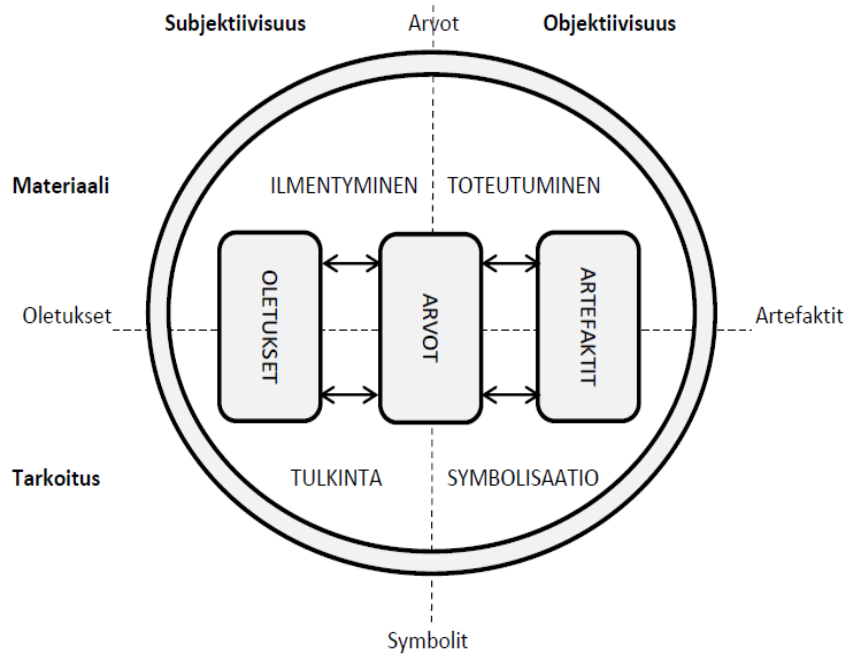 Subjektiivisuus Arvot Objektiivisuus
Materiaali
ILMENTYMINEN TOTEUTUMINEN
OLETUKSET
ARVOT
ARTEFAKTIT
Oletukset
Artefaktit
Tarkoitus
TULKINTA SYMBOLISAATIO
Symbolit